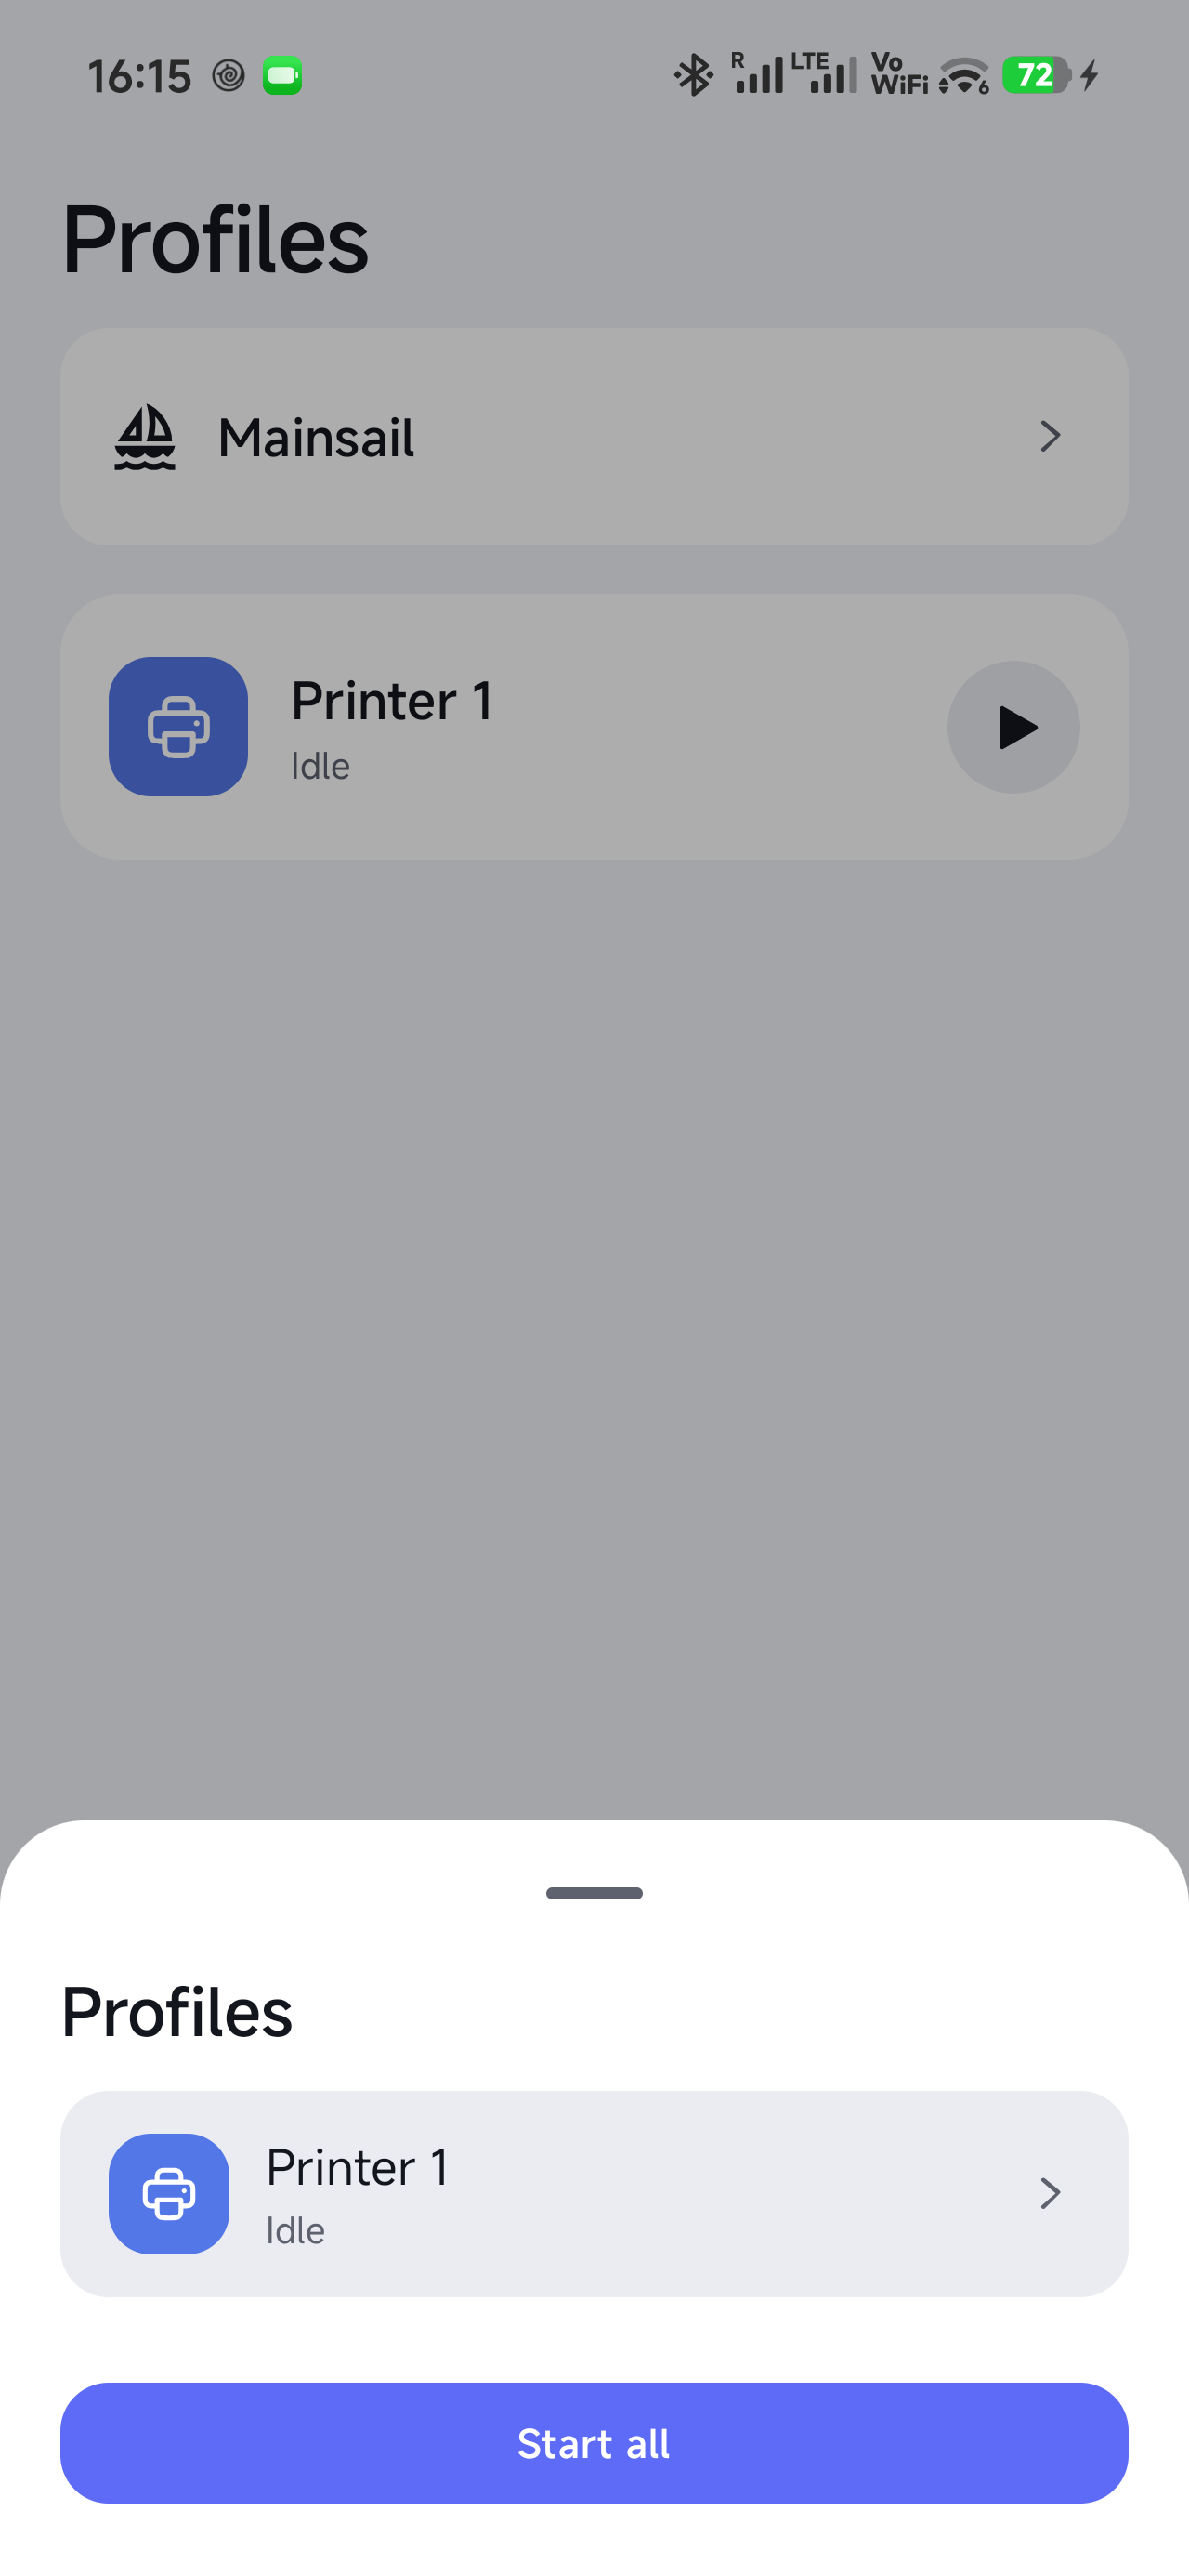 16:15
R LTE Vo WiFi 6 72
Profiles
Mainsail
Printer 1
Idle
Profiles
Printer 1
Idle
Start all